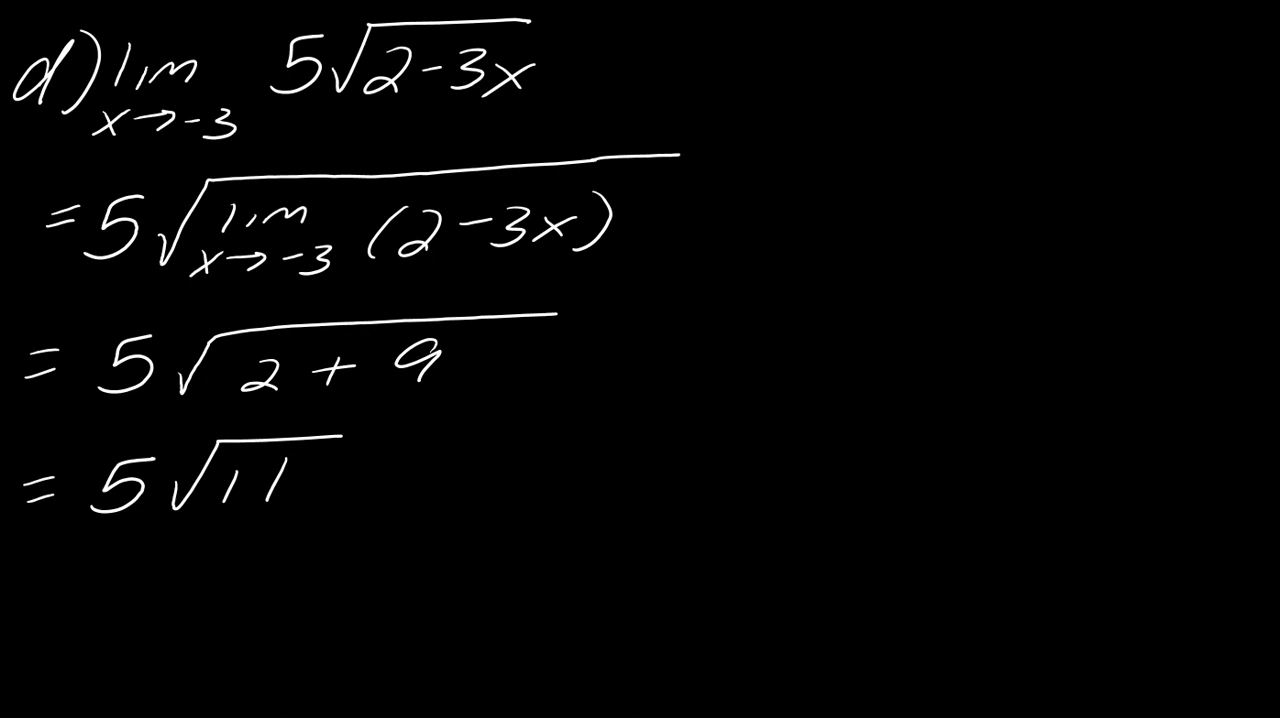 d) lim x→-3 5√(2-3x)
= 5√(lim x→-3 (2-3x))
= 5√(2+9)
= 5√11